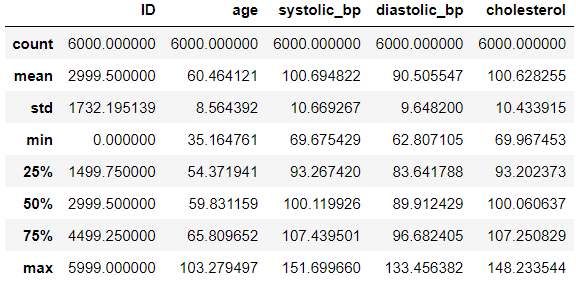 ID age systolic_bp diastolic_bp cholesterol
count 6000.000000 6000.000000 6000.000000 6000.000000 6000.000000
mean 2999.500000 60.464121 100.694822 90.505547 100.628255
std 1732.195139 8.564392 10.669267 9.648200 10.433915
min 0.000000 35.164761 69.675429 62.807105 69.967453
25% 1499.750000 54.371941 93.267420 83.641788 93.202373
50% 2999.500000 59.831159 100.119926 89.912429 100.060637
75% 4499.250000 65.809652 107.439501 96.682405 107.250829
max 5999.000000 103.279497 151.699660 133.456382 148.233544